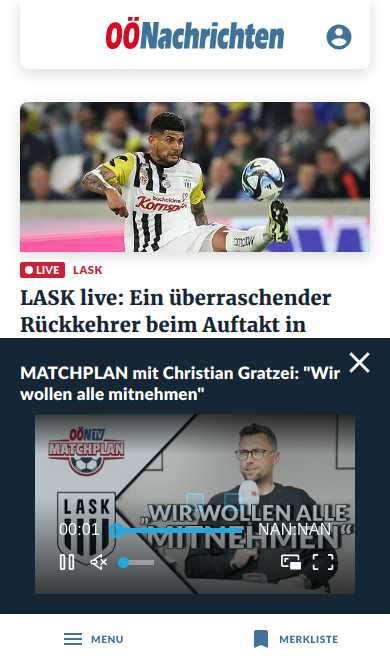 OÖNachrichten
Kornspitz
LIVE LASK
LASK live: Ein überraschender
Rückkehrer beim Auftakt in
MATCHPLAN mit Christian Gratzei: "Wir
wollen alle mitnehmen"
OÖN TV
MATCHPLAN
LASK
„WIR WOLLEN ALLE
MITNEHMEN"
00:01
NAN:NAN
MENU
MERKLISTE